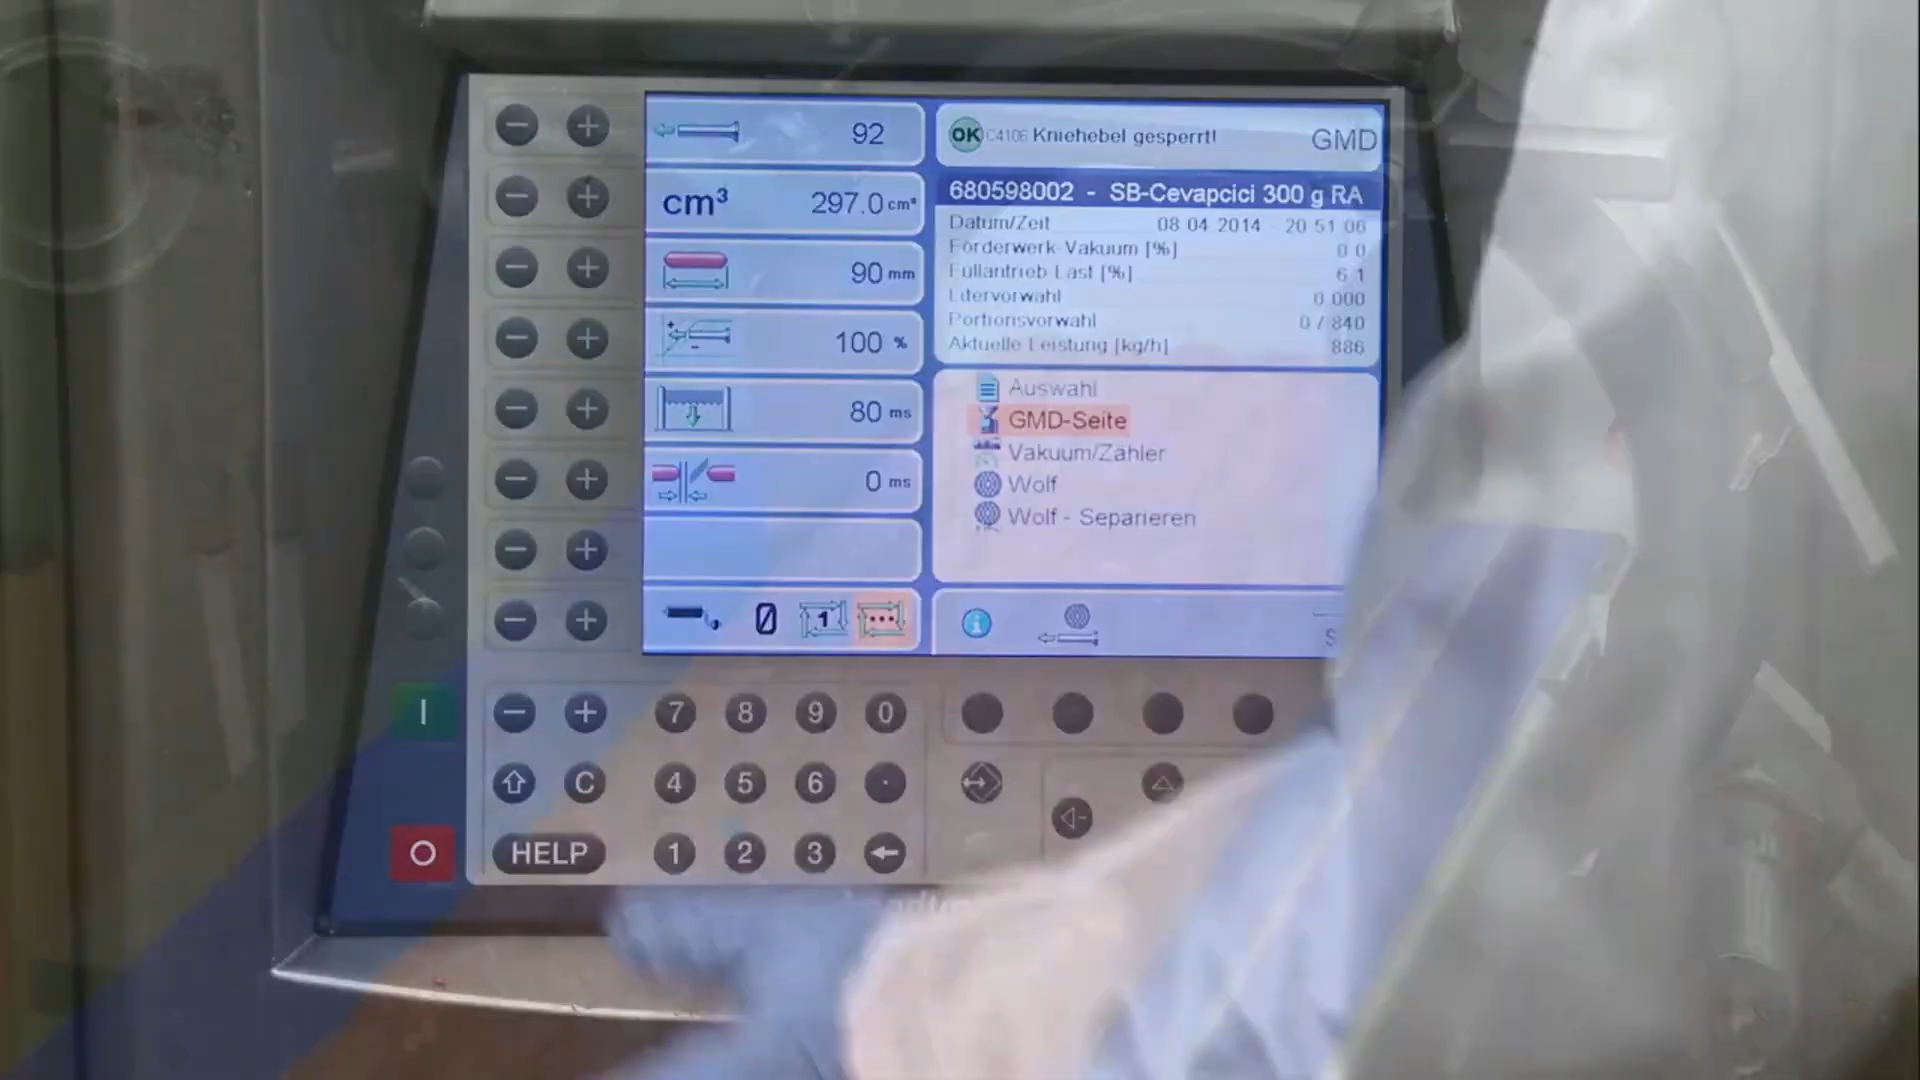 92
OK C4106 Kniehebel gesperrt! GMD
cm³ 297.0 cm³
680598002 - SB-Cevapcici 300 g RA
Datum/Zeit 08 04 2014 20 51 06
Förderwerk-Vakuum [%] 0 0
90 mm
Füllantrieb Last [%] 6 1
Litervorwahl 0 000
Portionsvorwahl 0 / 840
100 %
Aktuelle Leistung [kg/h] 886
Auswahl
80 ms
GMD-Seite
Vakuum/Zähler
0 ms
Wolf
Wolf - Separieren
0 1
I
− + 7 8 9 0
C 4 5 6 ·
O
HELP 1 2 3